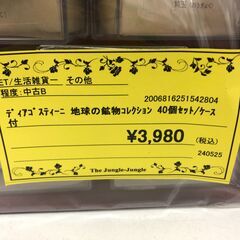 ET/生活雑貨ー その他
程度:中古B
2006816251542804
ディアゴスティーニ 地球の鉱物コレクション 40個セット/ケース
付
¥3,980 (税込)
240525
The Jungle-Jungle